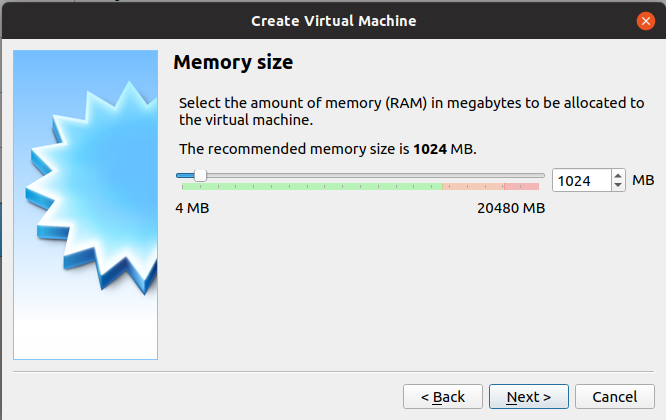 Create Virtual Machine
Memory size
Select the amount of memory (RAM) in megabytes to be allocated to
the virtual machine.
The recommended memory size is 1024 MB.
1024 MB
4 MB 20480 MB
< Back Next > Cancel